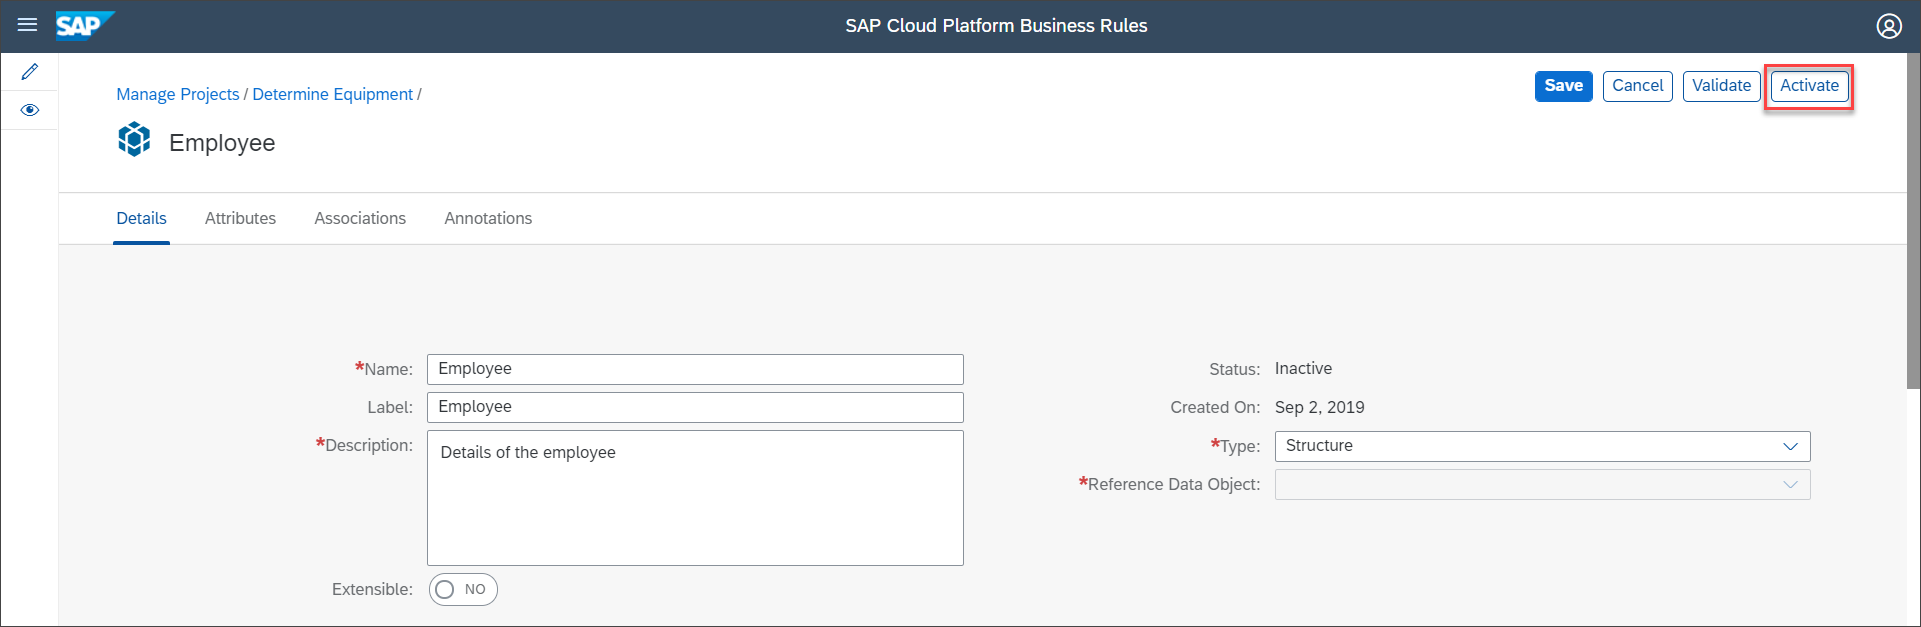 SAP SAP Cloud Platform Business Rules
Manage Projects / Determine Equipment /
Save Cancel Validate Activate
Employee
Details Attributes Associations Annotations
*Name: Employee
Label: Employee
*Description: Details of the employee
Extensible: NO
Status: Inactive
Created On: Sep 2, 2019
*Type: Structure
*Reference Data Object: